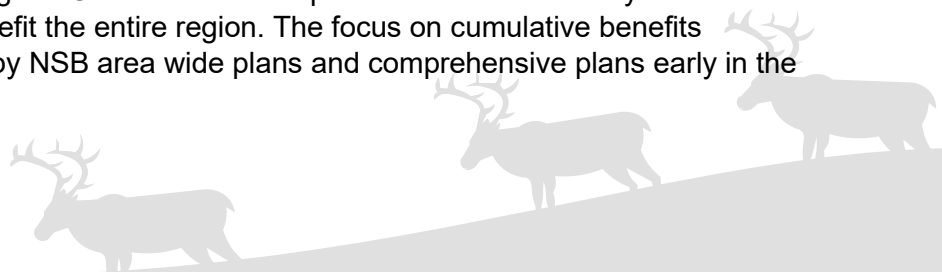 efit the entire region. The focus on cumulative benefits
by NSB area wide plans and comprehensive plans early in the